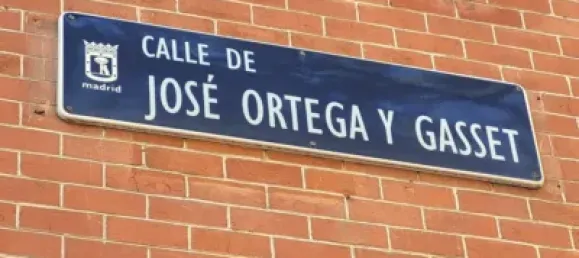 CALLE DE
JOSÉ ORTEGA Y GASSET
madrid